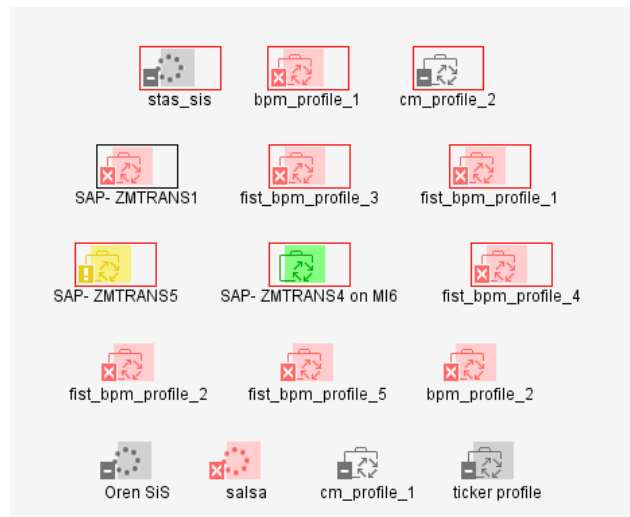 stas_sis
bpm_profile_1
cm_profile_2
SAP- ZMTRANS1
fist_bpm_profile_3
fist_bpm_profile_1
SAP- ZMTRANS5
SAP- ZMTRANS4 on MI6
fist_bpm_profile_4
fist_bpm_profile_2
fist_bpm_profile_5
bpm_profile_2
Oren SiS
salsa
cm_profile_1
ticker profile